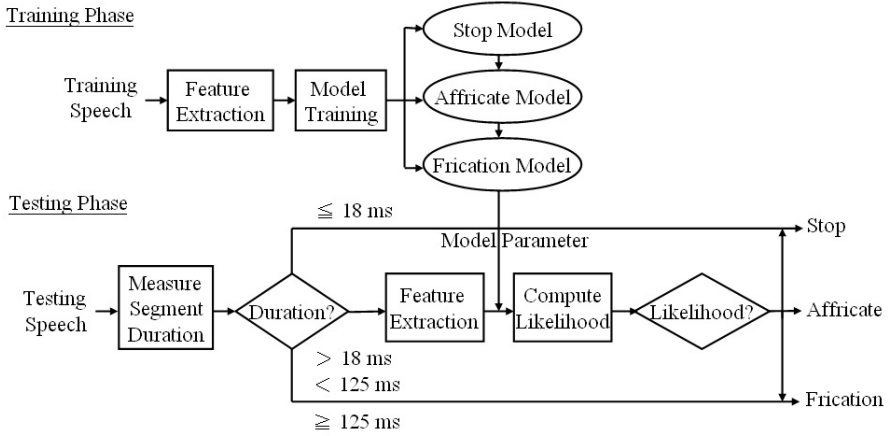 Training Phase
Stop Model
Training
Speech
Feature
Extraction
Model
Training
Affricate Model
Frication Model
Testing Phase
≦ 18 ms
Stop
Model Parameter
Testing
Speech
Measure
Segment
Duration
Duration?
Feature
Extraction
Compute
Likelihood
Likelihood?
Affricate
> 18 ms
< 125 ms
Frication
≧ 125 ms